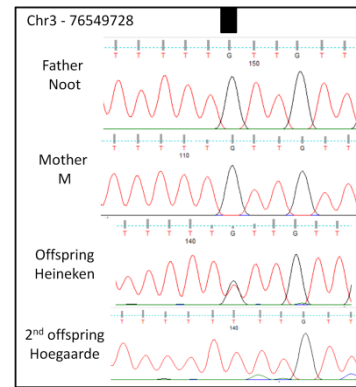 Chr3 - 76549728
Father
Noot
T T T T T G T T G T T
150
Mother
M
T T T T T G T T G T T
110
Offspring
Heineken
T T T T T G T T G T T
140
2nd offspring
Hoegaarde
T T T T T T T T G T T
140